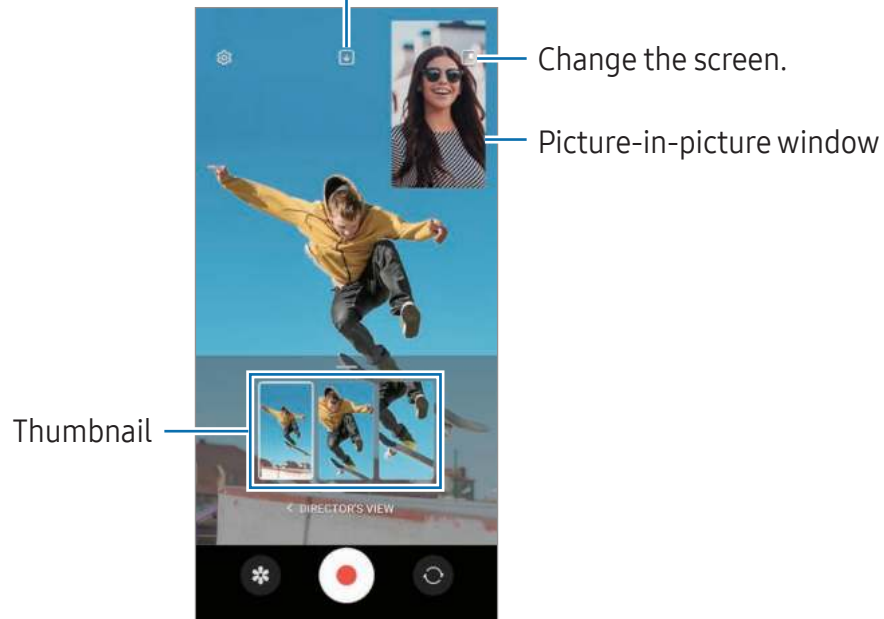 Change the screen.
Picture-in-picture window
Thumbnail
< DIRECTOR'S VIEW